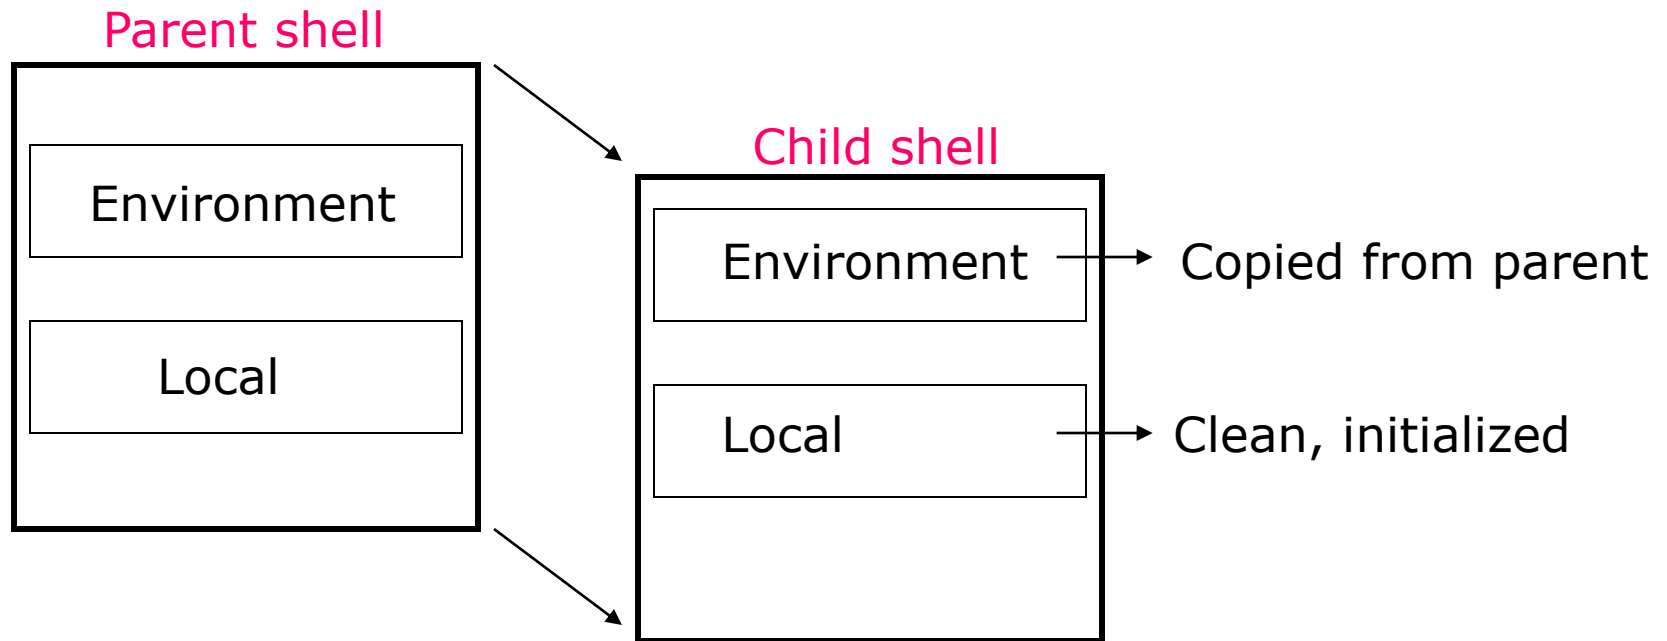 Parent shell
Environment
Local
Child shell
Environment
Copied from parent
Local
Clean, initialized